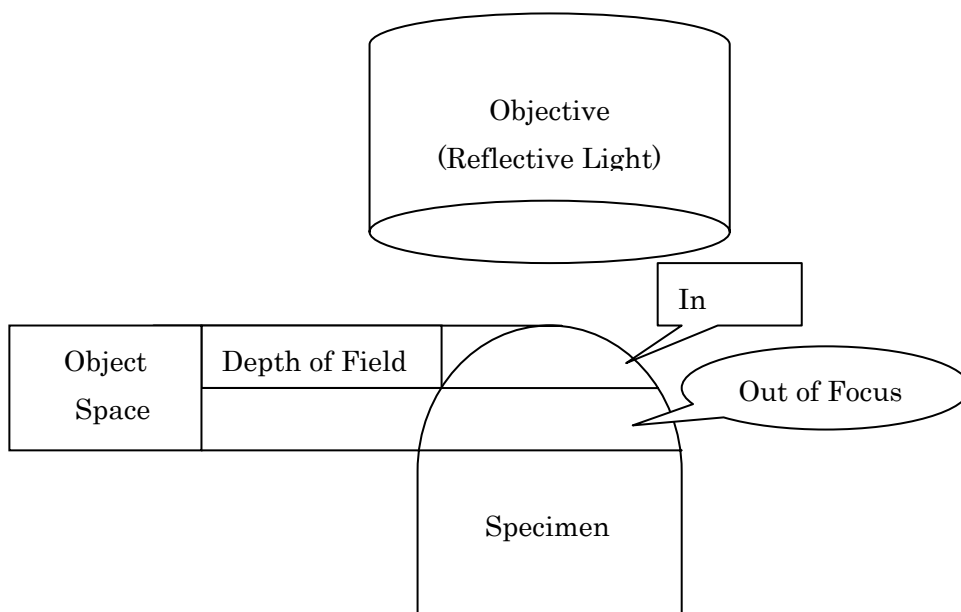 Objective
(Reflective Light)
In
Object
Space
Depth of Field
Out of Focus
Specimen